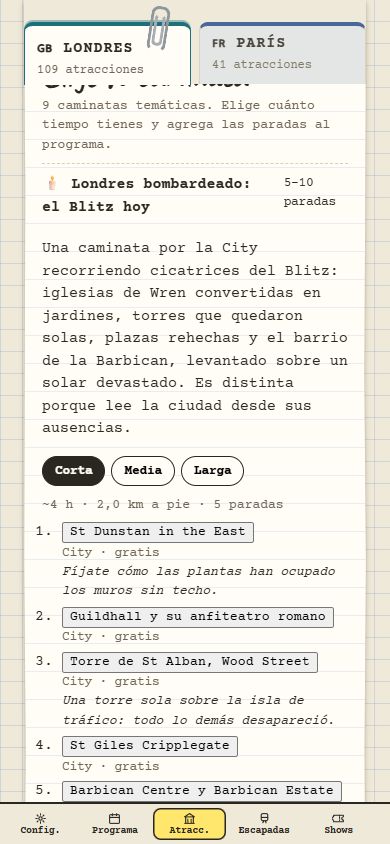 GB LONDRES
109 atracciones
FR PARÍS
41 atracciones
9 caminatas temáticas. Elige cuánto
tiempo tienes y agrega las paradas al
programa.
Londres bombardeado:
el Blitz hoy
5–10
paradas
Una caminata por la City
recorriendo cicatrices del Blitz:
iglesias de Wren convertidas en
jardines, torres que quedaron
solas, plazas rehechas y el barrio
de la Barbican, levantado sobre un
solar devastado. Es distinta
porque lee la ciudad desde sus
ausencias.
Corta
Media
Larga
~4 h · 2,0 km a pie · 5 paradas
1. St Dunstan in the East
City · gratis
Fíjate cómo las plantas han ocupado
los muros sin techo.
2. Guildhall y su anfiteatro romano
City · gratis
3. Torre de St Alban, Wood Street
City · gratis
Una torre sola sobre la isla de
tráfico: todo lo demás desapareció.
4. St Giles Cripplegate
City · gratis
5. Barbican Centre y Barbican Estate
Config.
Programa
Atracc.
Escapadas
Shows